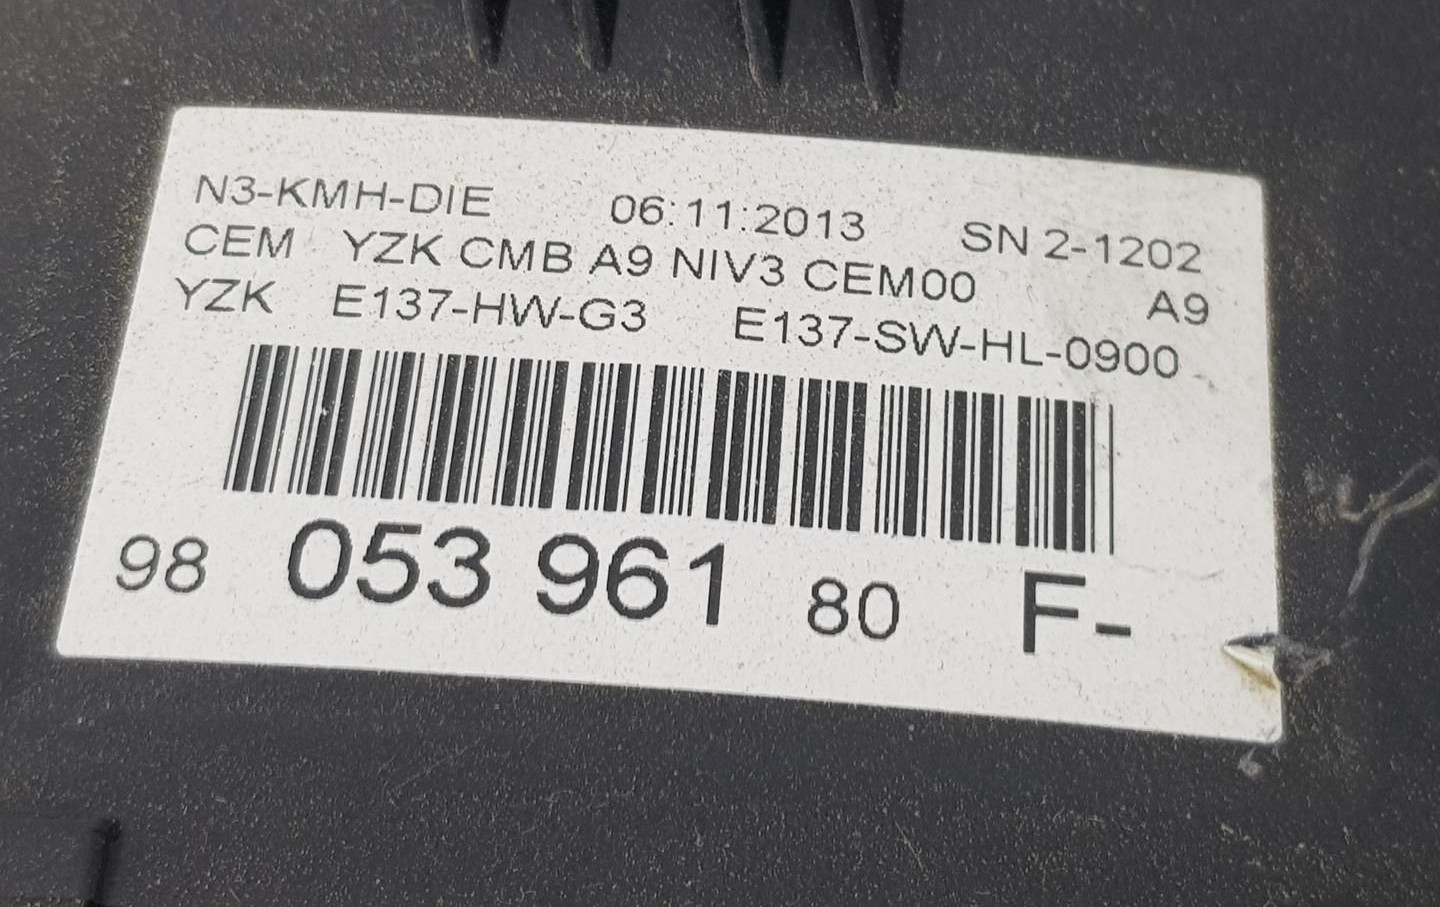 N3-KMH-DIE 06:11:2013 SN 2-1202
CEM YZK CMB A9 NIV3 CEM00 A9
YZK E137-HW-G3 E137-SW-HL-0900
98 053 961 80 F-